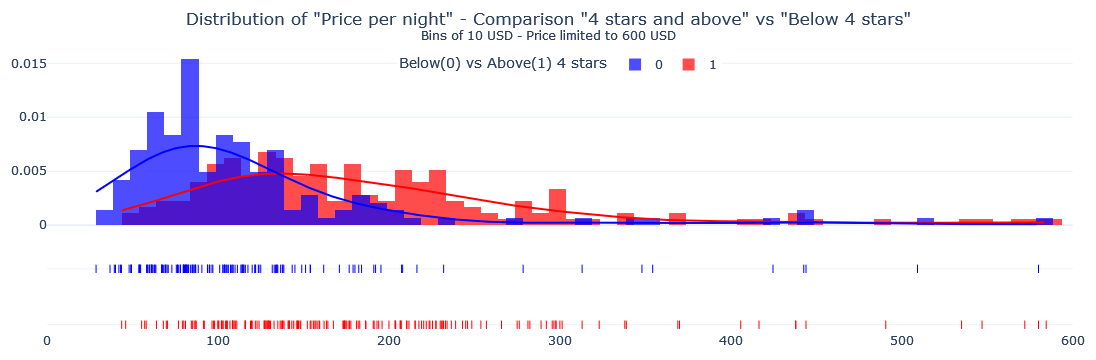 Distribution of "Price per night" - Comparison "4 stars and above" vs "Below 4 stars"
Bins of 10 USD - Price limited to 600 USD
Below(0) vs Above(1) 4 stars 0 1
0.015
0.01
0.005
0
0 100 200 300 400 500 600